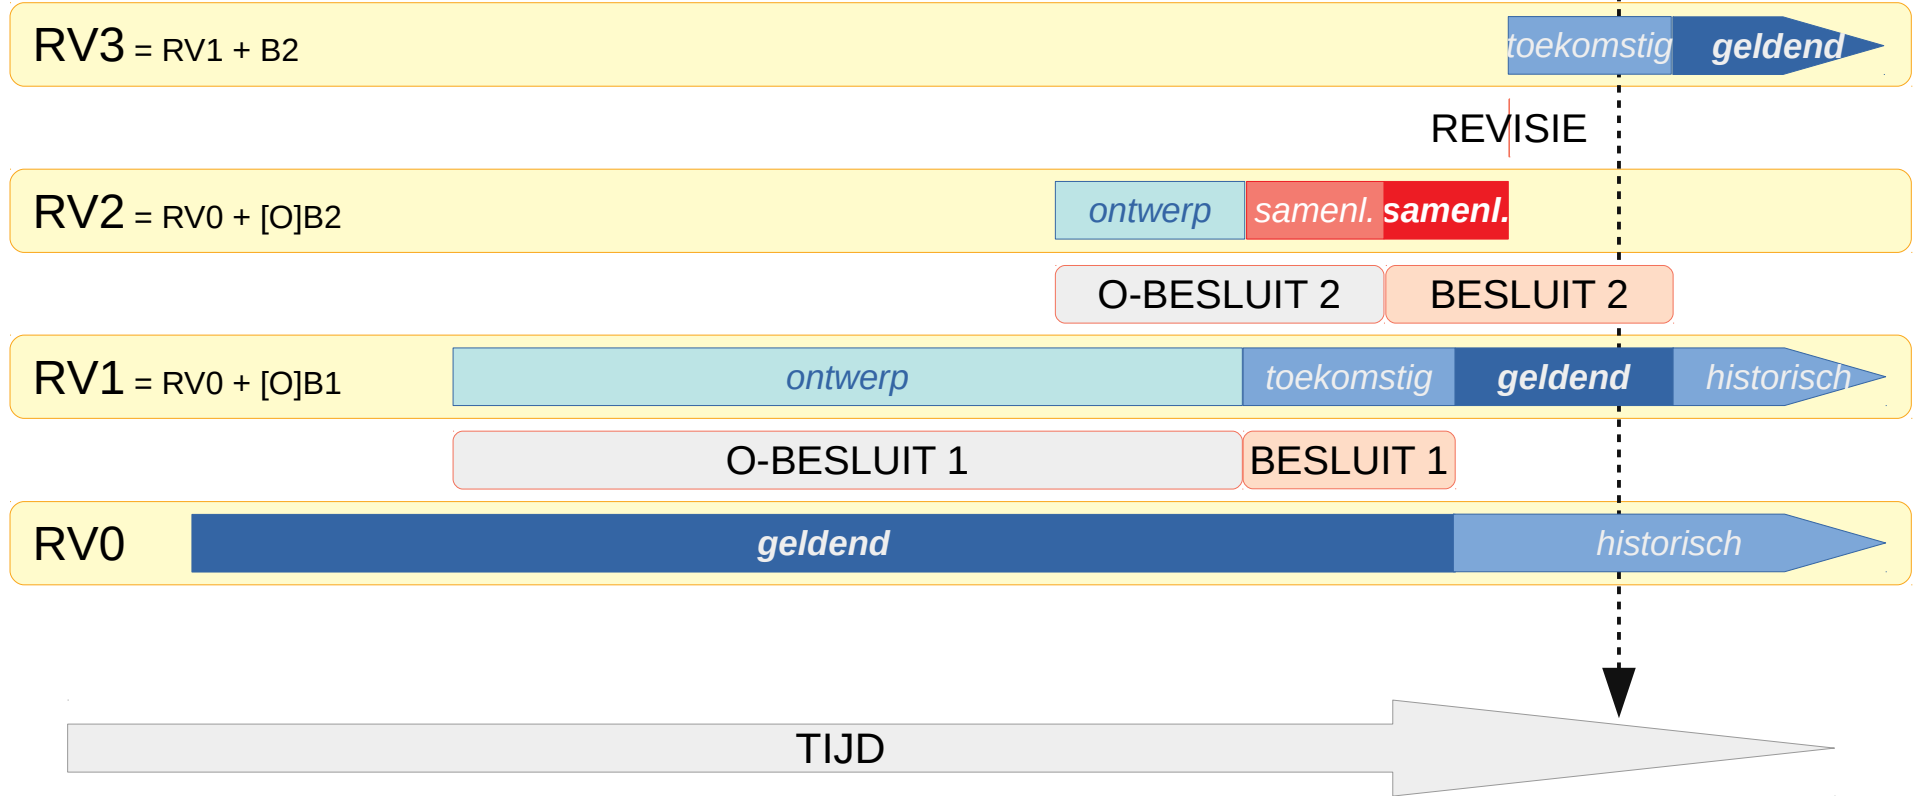 RV3 = RV1 + B2 toekomstig geldend
REVISIE
RV2 = RV0 + [O]B2 ontwerp samenl. samenl.
O-BESLUIT 2 BESLUIT 2
RV1 = RV0 + [O]B1 ontwerp toekomstig geldend historisch
O-BESLUIT 1 BESLUIT 1
RV0 geldend historisch
TIJD